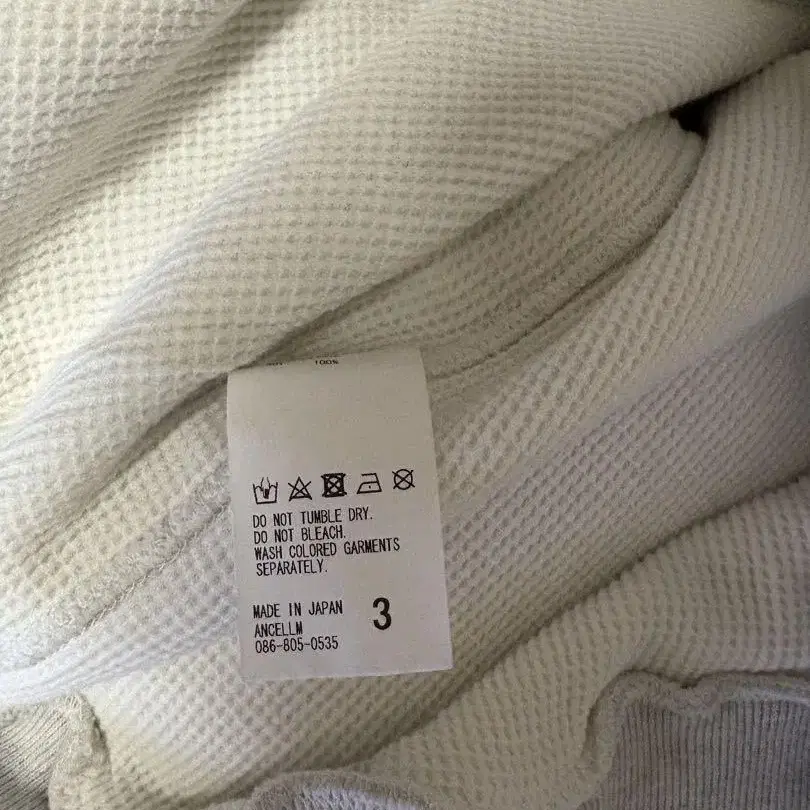 100%
DO NOT TUMBLE DRY.
DO NOT BLEACH.
WASH COLORED GARMENTS
SEPARATELY.
MADE IN JAPAN
ANCELLM
086-805-0535
3